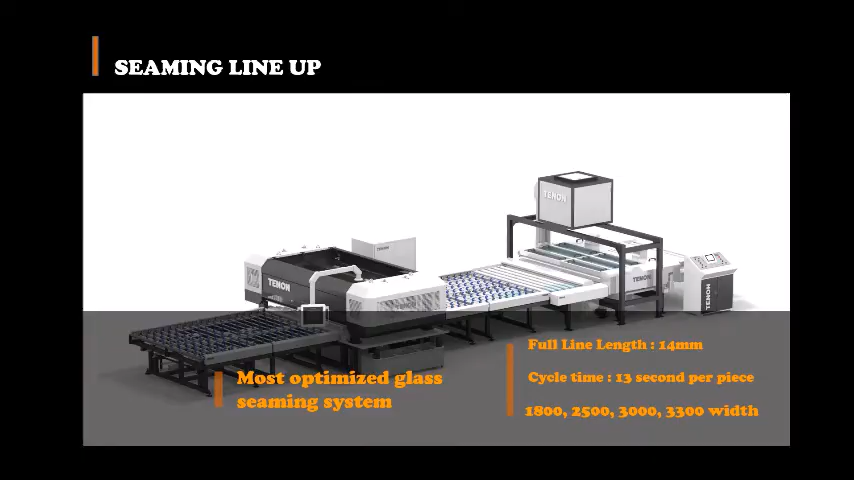 SEAMING LINE UP
TENON
TENON
TENON
TENON
Full Line Length : 14mm
Cycle time : 13 second per piece
1800, 2500, 3000, 3300 width
Most optimized glass
seaming system